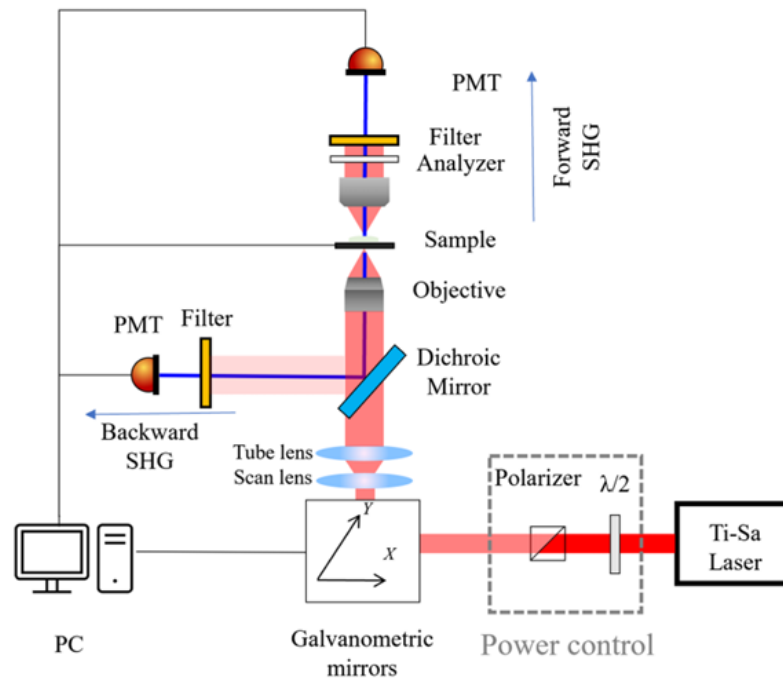 PMT
Filter
Analyzer
Forward
SHG
Sample
Objective
PMT
Filter
Dichroic
Mirror
Backward
SHG
Tube lens
Scan lens
Polarizer
λ/2
Ti-Sa
Laser
Y
X
PC
Galvanometric
mirrors
Power control